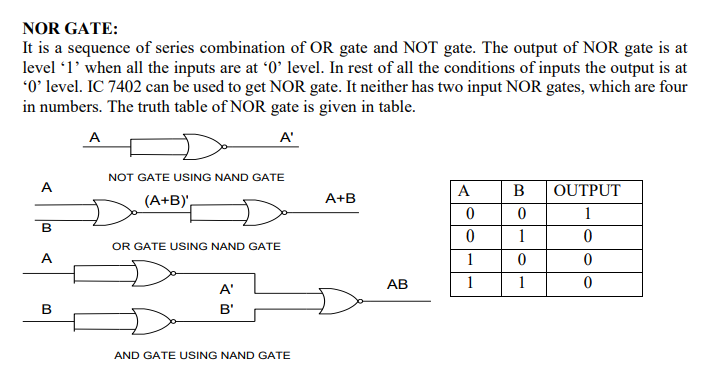 NOR GATE:
It is a sequence of series combination of OR gate and NOT gate. The output of NOR gate is at
level ‘1’ when all the inputs are at ‘0’ level. In rest of all the conditions of inputs the output is at
‘0’ level. IC 7402 can be used to get NOR gate. It neither has two input NOR gates, which are four
in numbers. The truth table of NOR gate is given in table.
A A'
NOT GATE USING NAND GATE
A
(A+B)' A+B
B
OR GATE USING NAND GATE
A
A'
AB
B'
B
AND GATE USING NAND GATE
A B OUTPUT
0 0 1
0 1 0
1 0 0
1 1 0